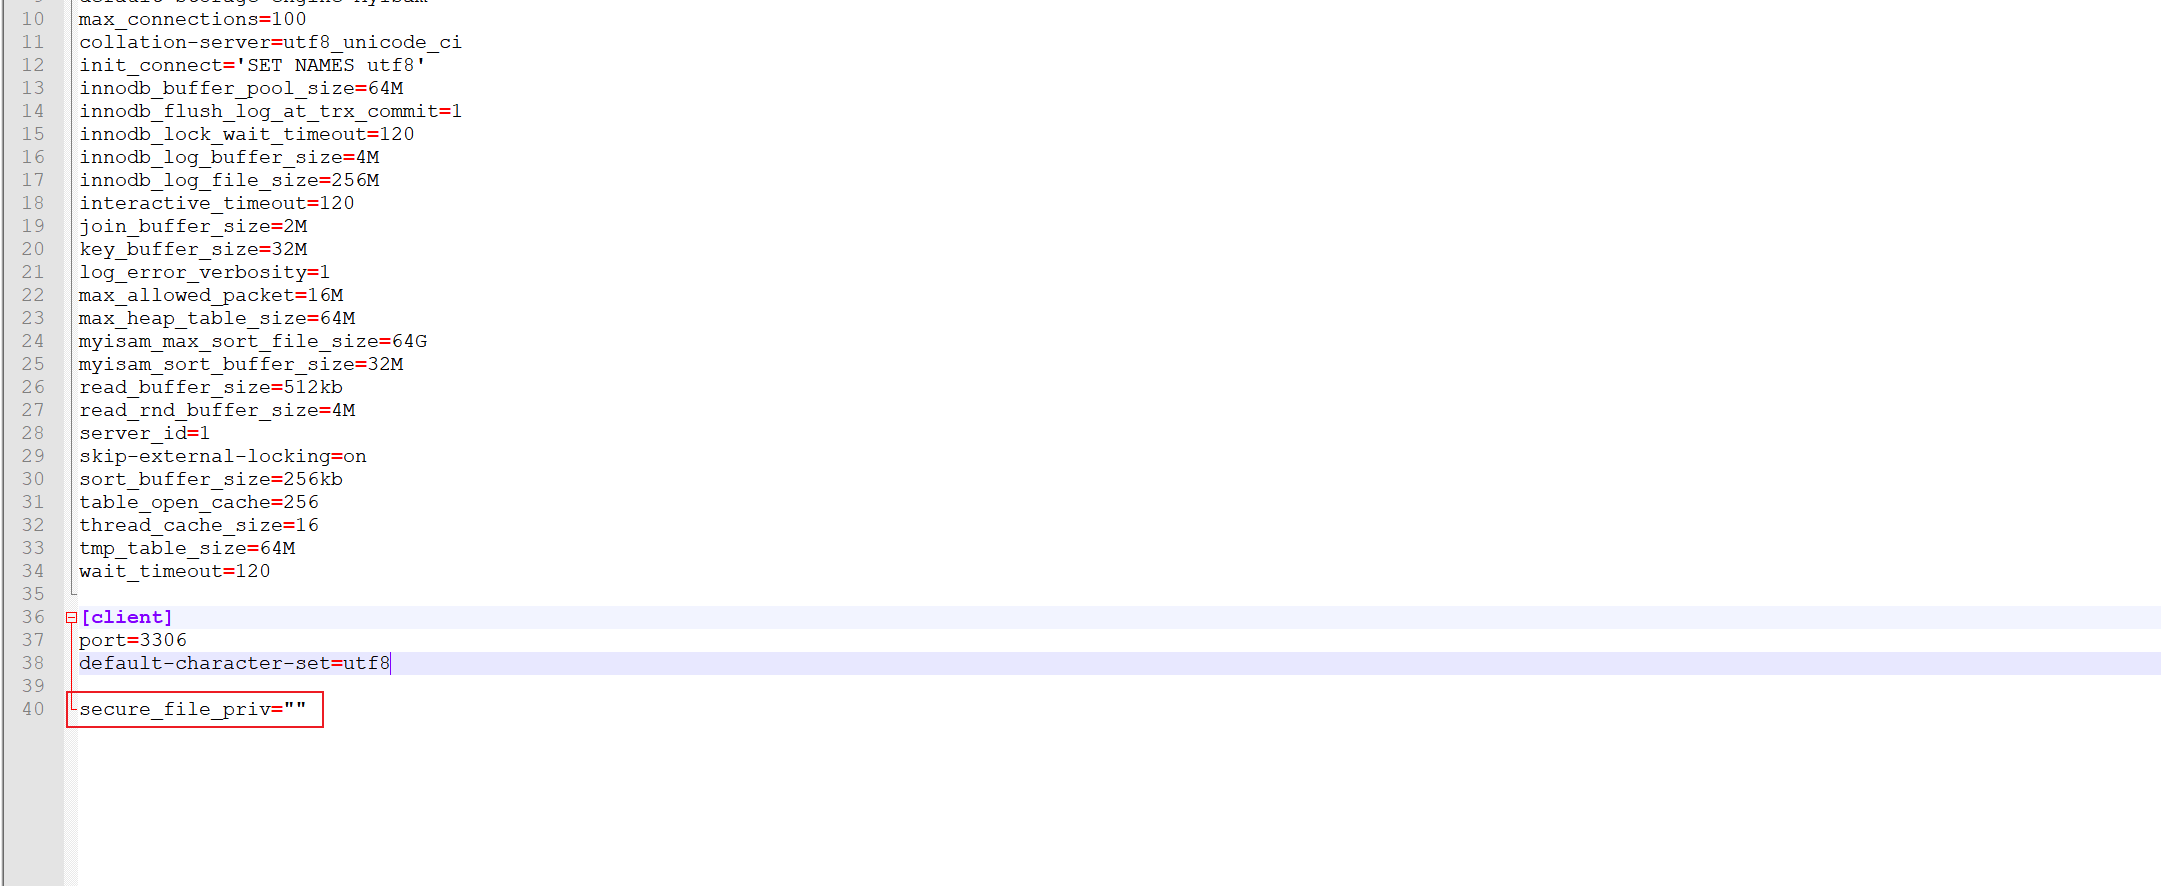 10 max_connections=100
11 collation-server=utf8_unicode_ci
12 init_connect='SET NAMES utf8'
13 innodb_buffer_pool_size=64M
14 innodb_flush_log_at_trx_commit=1
15 innodb_lock_wait_timeout=120
16 innodb_log_buffer_size=4M
17 innodb_log_file_size=256M
18 interactive_timeout=120
19 join_buffer_size=2M
20 key_buffer_size=32M
21 log_error_verbosity=1
22 max_allowed_packet=16M
23 max_heap_table_size=64M
24 myisam_max_sort_file_size=64G
25 myisam_sort_buffer_size=32M
26 read_buffer_size=512kb
27 read_rnd_buffer_size=4M
28 server_id=1
29 skip-external-locking=on
30 sort_buffer_size=256kb
31 table_open_cache=256
32 thread_cache_size=16
33 tmp_table_size=64M
34 wait_timeout=120
35
36 [client]
37 port=3306
38 default-character-set=utf8
39
40 secure_file_priv=""